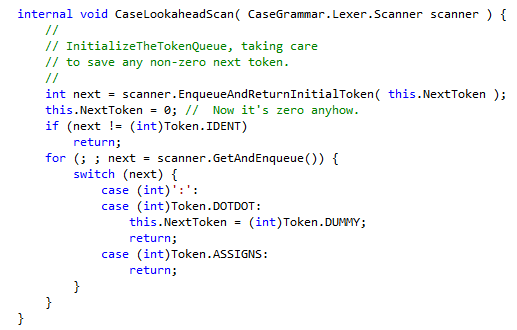 internal void CaseLookaheadScan( CaseGrammar.Lexer.Scanner scanner ) {
    //
    // InitializeTheTokenQueue, taking care
    // to save any non-zero next token.
    //
    int next = scanner.EnqueueAndReturnInitialToken( this.NextToken );
    this.NextToken = 0; //  Now it's zero anyhow.
    if (next != (int)Token.IDENT)
        return;
    for (; ; next = scanner.GetAndEnqueue()) {
        switch (next) {
            case (int)':':
            case (int)Token.DOTDOT:
                this.NextToken = (int)Token.DUMMY;
                return;
            case (int)Token.ASSIGNS:
                return;
        }
    }
}